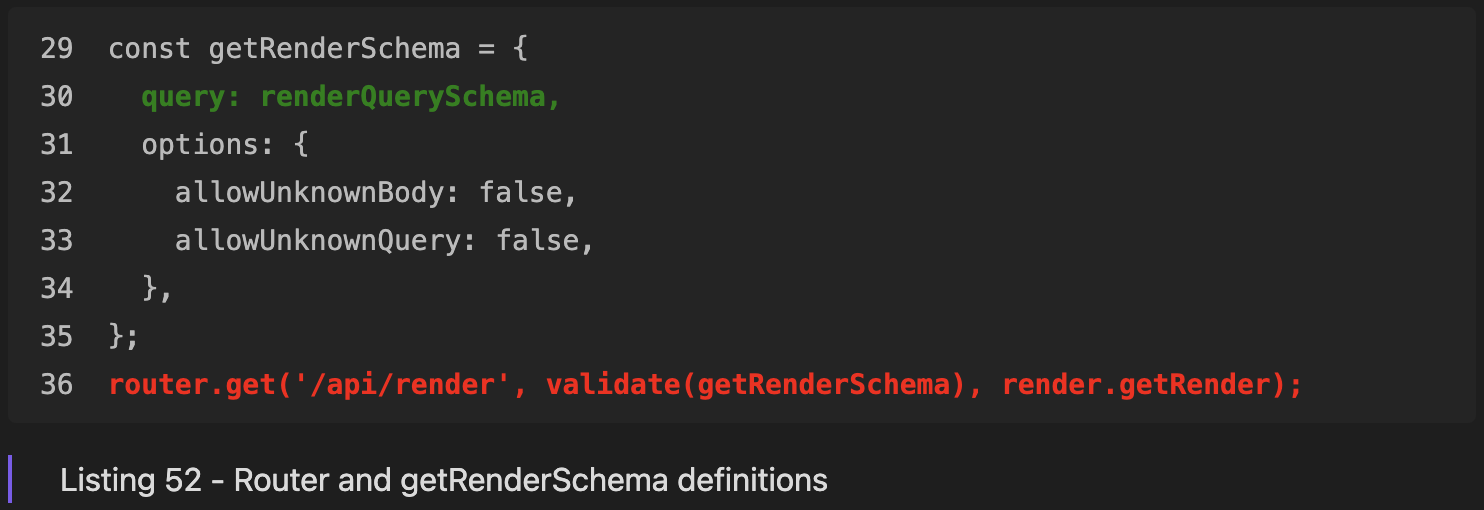 29 const getRenderSchema = {
30   query: renderQuerySchema,
31   options: {
32     allowUnknownBody: false,
33     allowUnknownQuery: false,
34   },
35 };
36 router.get('/api/render', validate(getRenderSchema), render.getRender);
Listing 52 - Router and getRenderSchema definitions